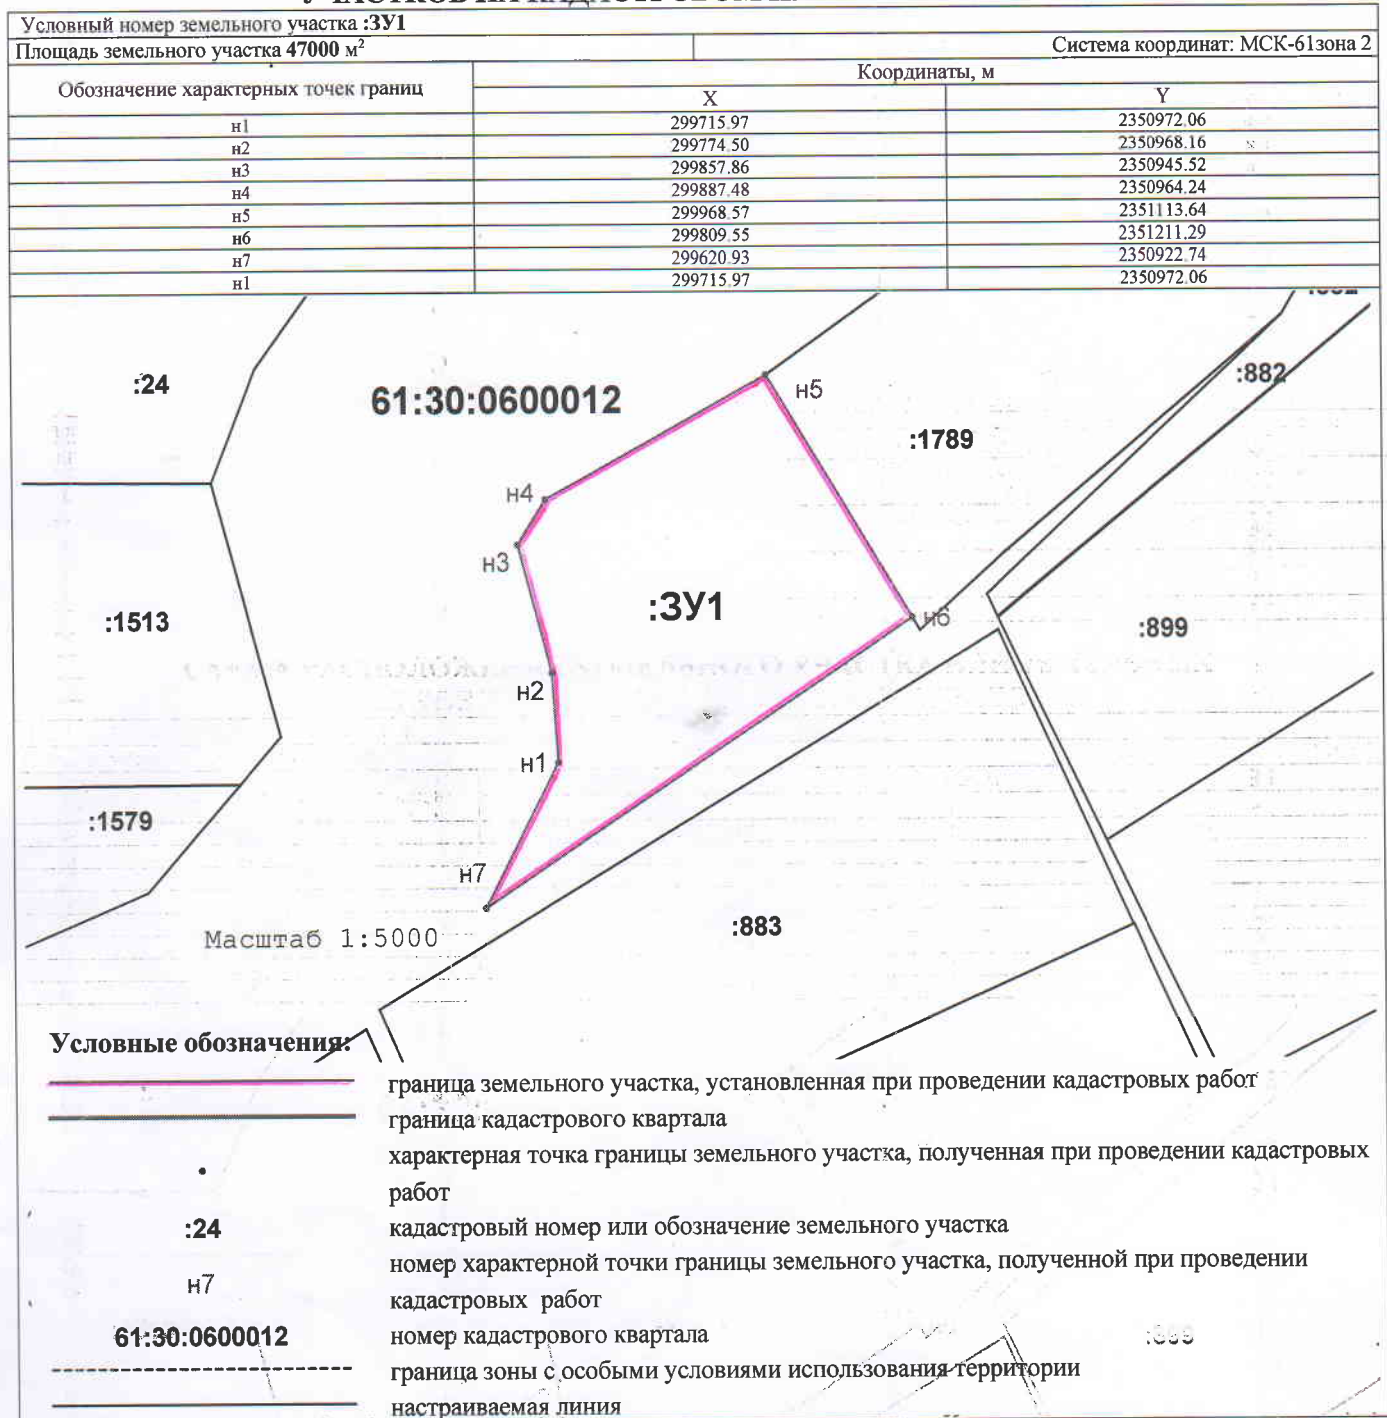 Условный номер земельного участка :ЗУ1
Площадь земельного участка 47000 м²
Система координат: МСК-61зона 2
Обозначение характерных точек границ
Координаты, м
X Y
н1 299715.97 2350972.06
н2 299774.50 2350968.16
н3 299857.86 2350945.52
н4 299887.48 2350964.24
н5 299968.57 2351113.64
н6 299809.55 2351211.29
н7 299620.93 2350922.74
н1 299715.97 2350972.06
:24
61:30:0600012
н5
:882
:1789
н4
н3
:ЗУ1
:1513
н6
:899
н2
н1
:1579
н7
:883
Масштаб 1:5000
Условные обозначения:
граница земельного участка, установленная при проведении кадастровых работ
граница кадастрового квартала
характерная точка границы земельного участка, полученная при проведении кадастровых
работ
:24 кадастровый номер или обозначение земельного участка
номер характерной точки границы земельного участка, полученной при проведении
н7
кадастровых работ
61:30:0600012 номер кадастрового квартала
граница зоны с особыми условиями использования территории
настраиваемая линия